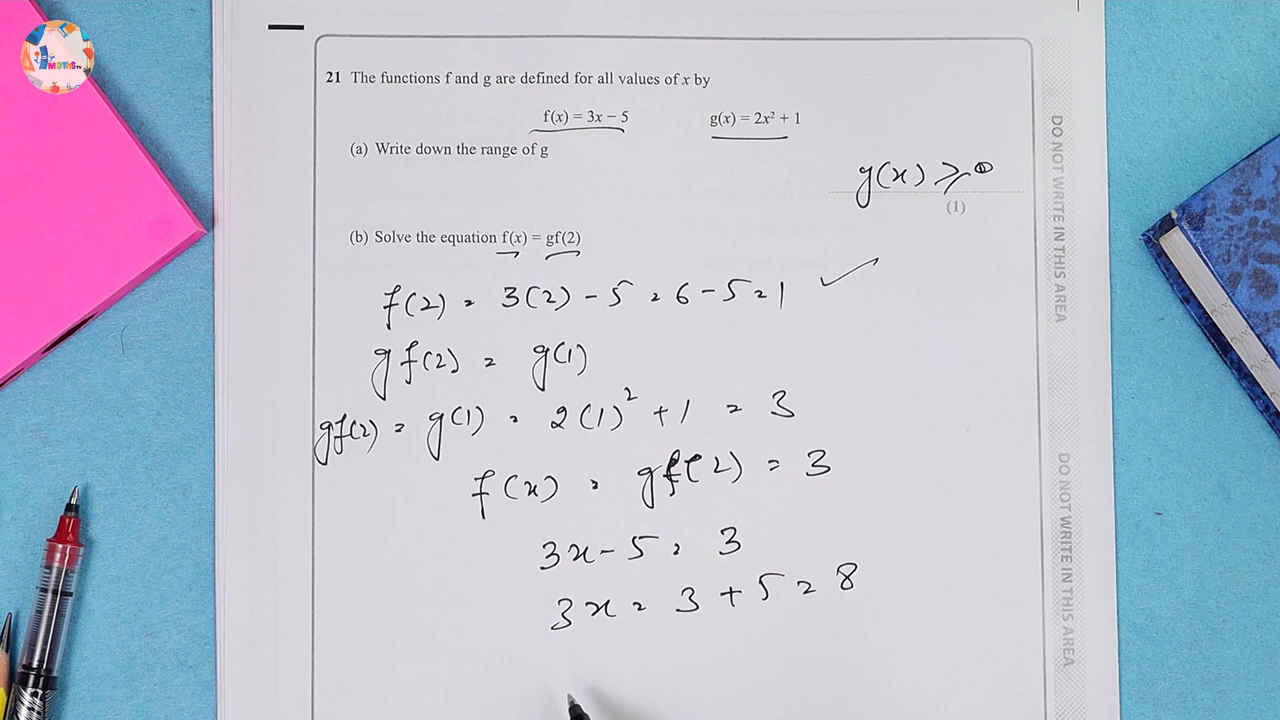 MATHS TV
21 The functions f and g are defined for all values of x by
f(x) = 3x − 5 g(x) = 2x² + 1
(a) Write down the range of g
g(x) ⩾ ①
(1)
(b) Solve the equation f(x) = gf(2)
f(2) = 3(2) - 5 = 6 - 5 = 1 ✓
gf(2) = g(1)
gf(2) = g(1) = 2(1)² + 1 = 3
f(x) = gf(2) = 3
3x - 5 = 3
3x = 3 + 5 = 8
DO NOT WRITE IN THIS AREA
DO NOT WRITE IN THIS AREA